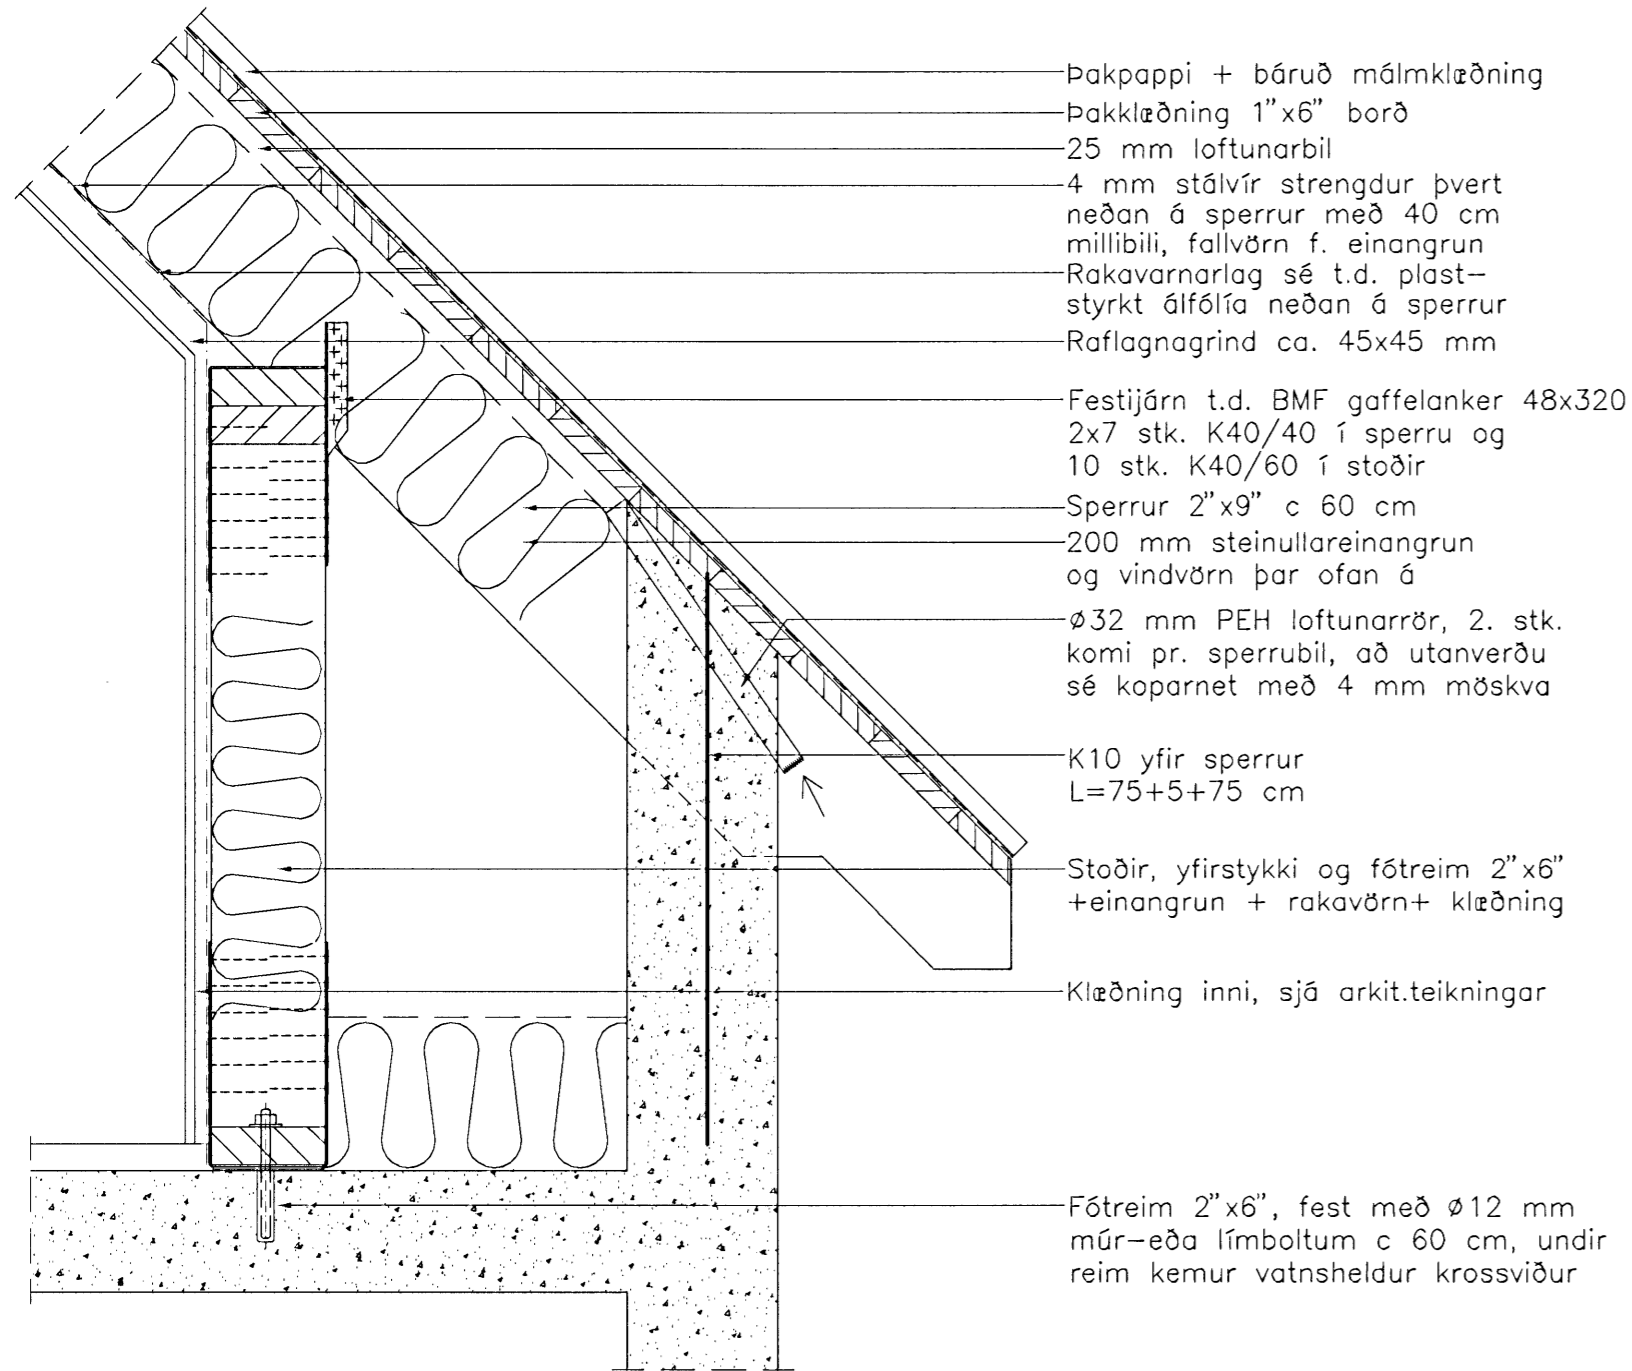 Þakpappi + báruð málmklæðning
Þakklæðning 1"x6" borð
25 mm loftunarbil
4 mm stálvír strengdur þvert
neðan á sperrur með 40 cm
millibili, fallvörn f. einangrun
Rakavarnarlag sé t.d. plast-
styrkt álfólía neðan á sperrur
Raflagnagrind ca. 45x45 mm
Festijárn t.d. BMF gaffelanker 48x320
2x7 stk. K40/40 í sperru og
10 stk. K40/60 í stoðir
Sperrur 2"x9" c 60 cm
200 mm steinullareinangrun
og vindvörn þar ofan á
ø32 mm PEH loftunarrör, 2. stk.
komi pr. sperrubil, að utanverðu
sé koparnet með 4 mm möskva
K10 yfir sperrur
L=75+5+75 cm
Stoðir, yfirstykki og fótreim 2"x6"
+einangrun + rakavörn+ klæðning
Klæðning inni, sjá arkit.teikningar
Fótreim 2"x6", fest með ø12 mm
múr-eða límboltum c 60 cm, undir
reim kemur vatnsheldur krossviður